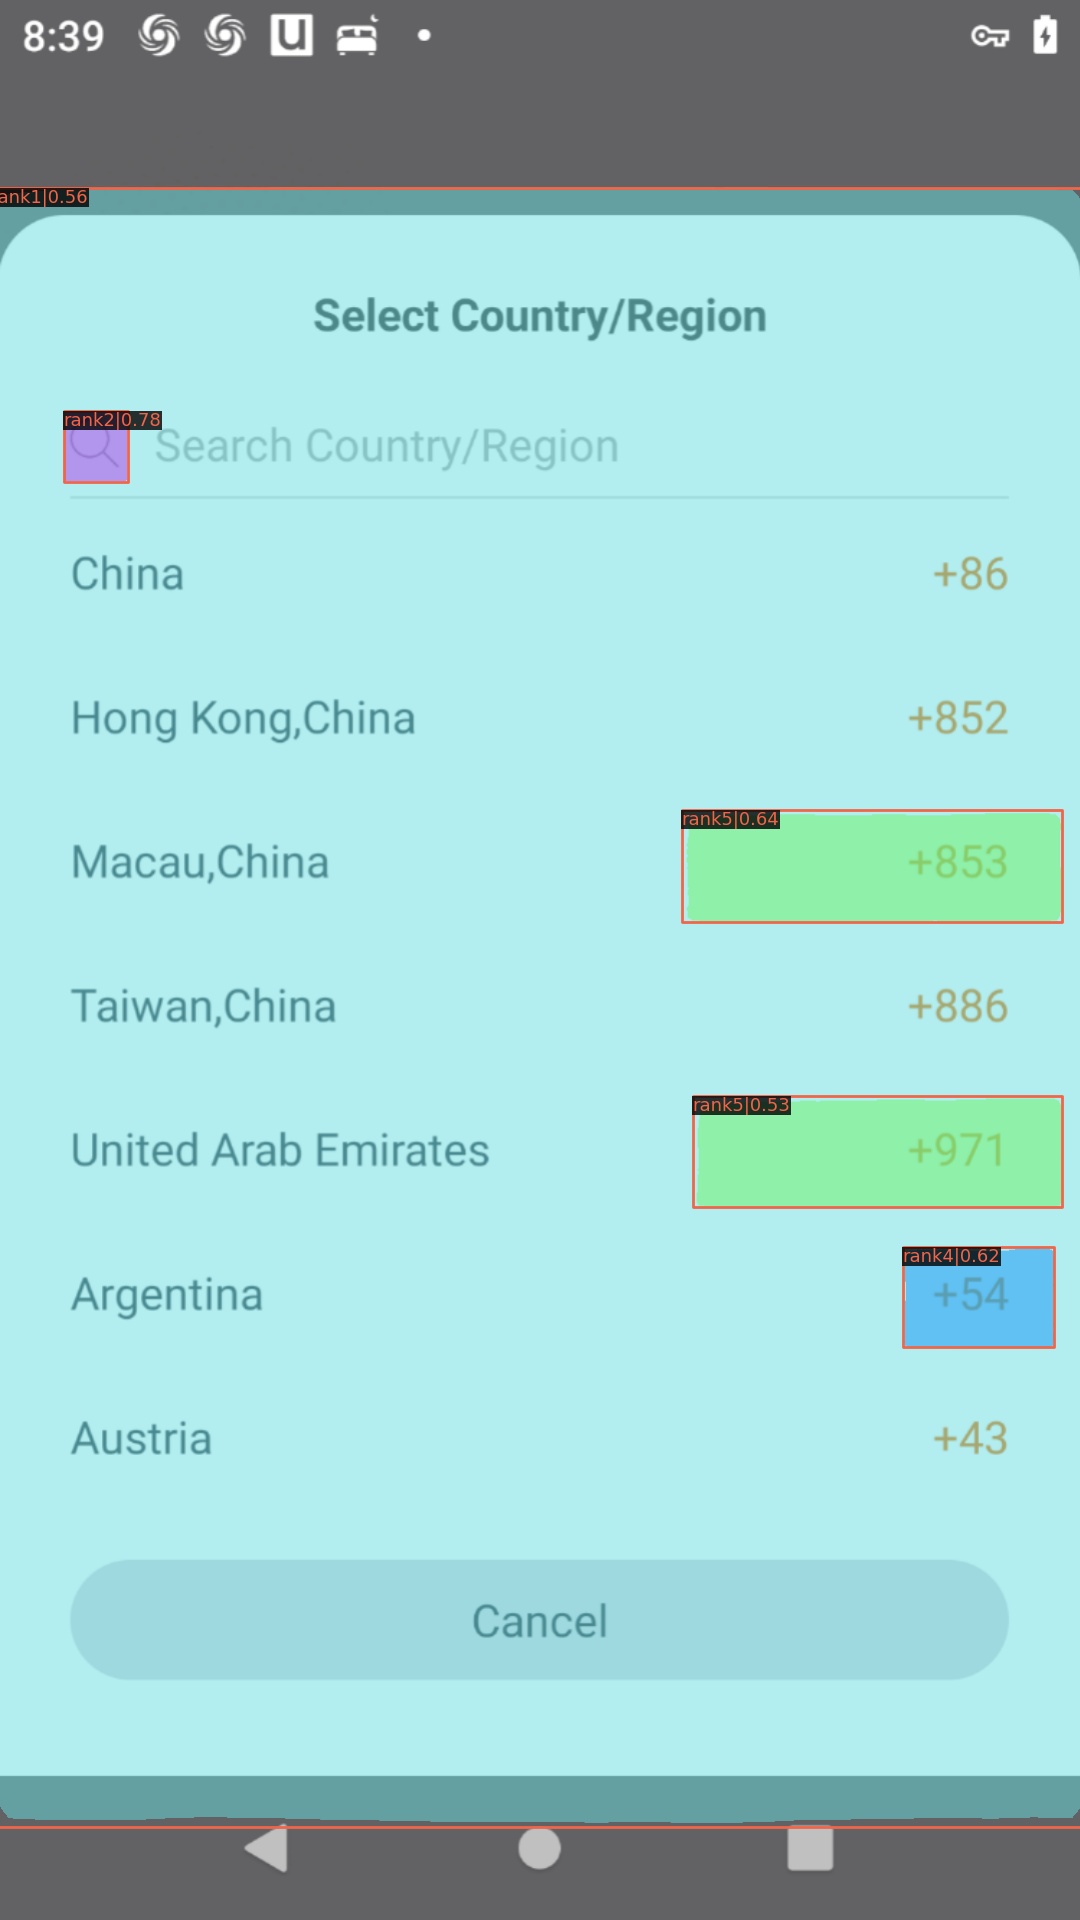 8:39
ank1|0.56
Select Country/Region
rank2|0.78
Search Country/Region
China +86
Hong Kong,China +852
rank5|0.64
Macau,China +853
Taiwan,China +886
rank5|0.53
United Arab Emirates +971
rank4|0.62
Argentina +54
Austria +43
Cancel